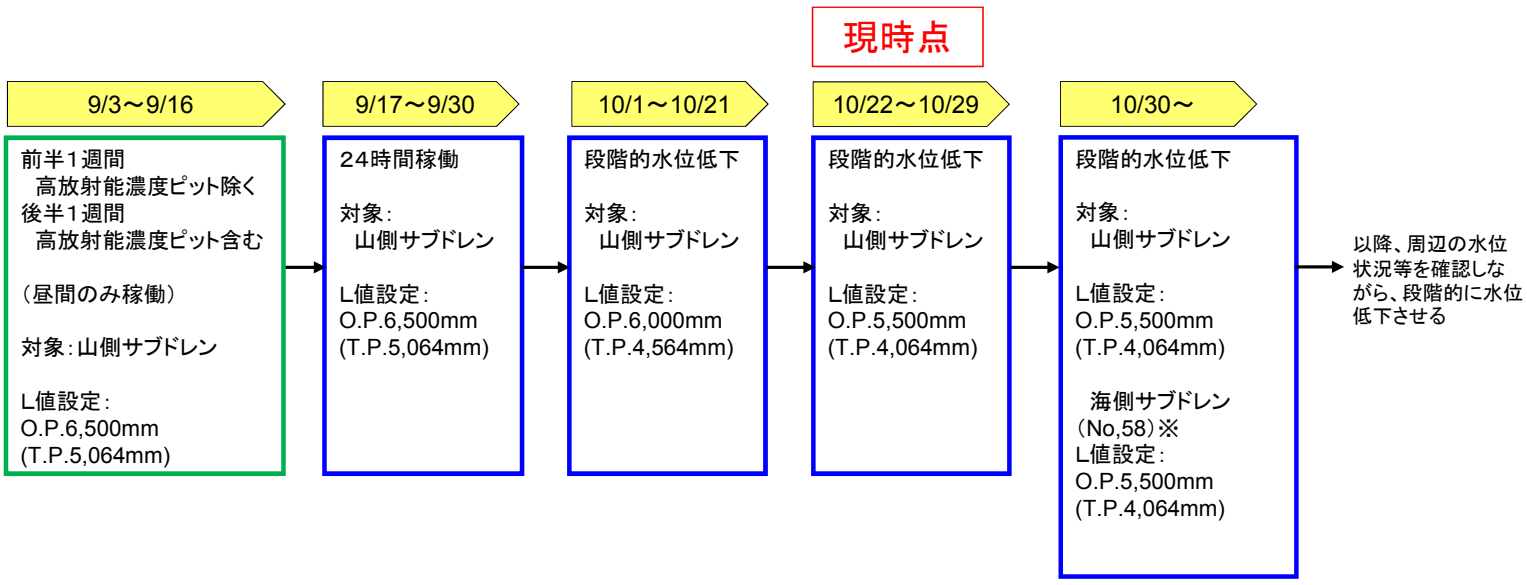 現時点
9/3～9/16
前半１週間
高放射能濃度ピット除く
後半１週間
高放射能濃度ピット含む
（昼間のみ稼働）
対象：山側サブドレン
Ｌ値設定：
O.P.6,500mm
(T.P.5,064mm)
9/17～9/30
２４時間稼働
対象：
山側サブドレン
Ｌ値設定：
O.P.6,500mm
(T.P.5,064mm)
10/1～10/21
段階的水位低下
対象：
山側サブドレン
Ｌ値設定：
O.P.6,000mm
(T.P.4,564mm)
10/22～10/29
段階的水位低下
対象：
山側サブドレン
Ｌ値設定：
O.P.5,500mm
(T.P.4,064mm)
10/30～
段階的水位低下
対象：
山側サブドレン
Ｌ値設定：
O.P.5,500mm
(T.P.4,064mm)
海側サブドレン
（No,58）※
Ｌ値設定：
O.P.5,500mm
(T.P.4,064mm)
以降、周辺の水位
状況等を確認しな
がら、段階的に水位
低下させる